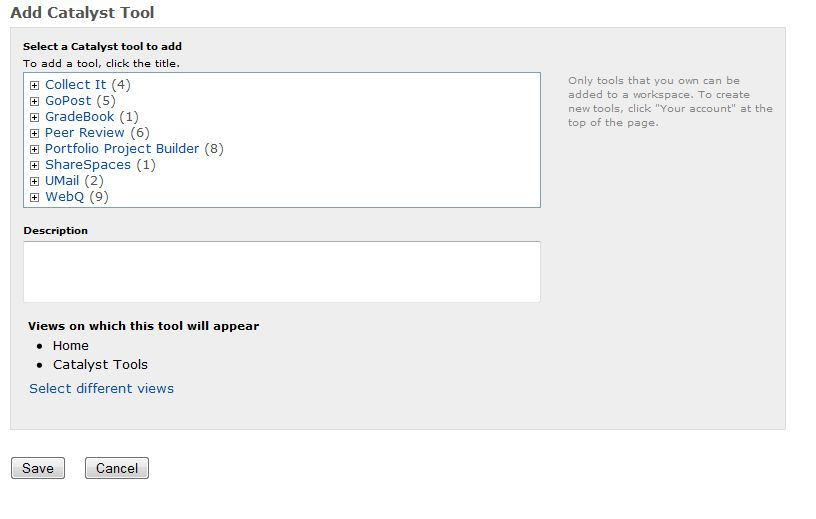 Add Catalyst Tool
Select a Catalyst tool to add
To add a tool, click the title.
Collect It (4)
GoPost (5)
GradeBook (1)
Peer Review (6)
Portfolio Project Builder (8)
ShareSpaces (1)
UMail (2)
WebQ (9)
Only tools that you own can be
added to a workspace. To create
new tools, click "Your account" at the
top of the page.
Description
Views on which this tool will appear
Home
Catalyst Tools
Select different views
Save Cancel